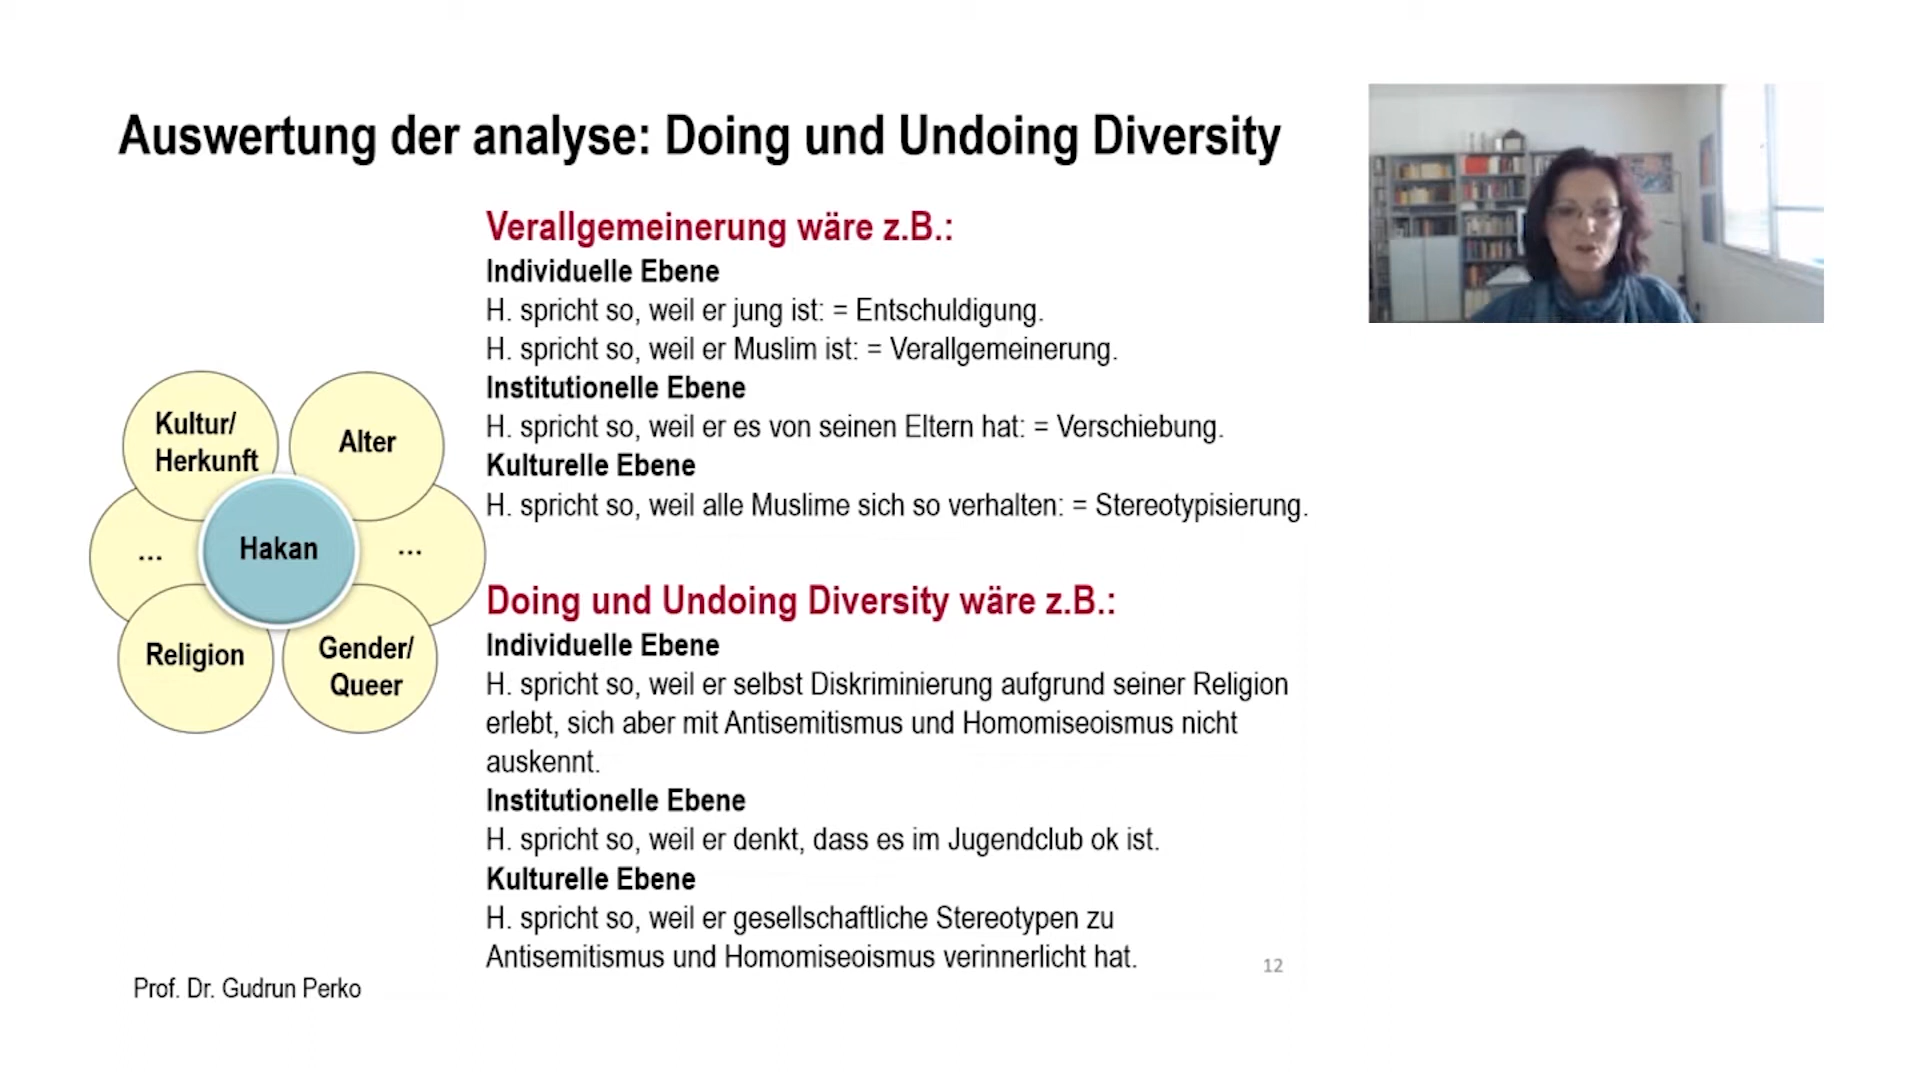 Auswertung der analyse: Doing und Undoing Diversity
Verallgemeinerung wäre z.B.:
Individuelle Ebene
H. spricht so, weil er jung ist: = Entschuldigung.
H. spricht so, weil er Muslim ist: = Verallgemeinerung.
Institutionelle Ebene
H. spricht so, weil er es von seinen Eltern hat: = Verschiebung.
Kulturelle Ebene
H. spricht so, weil alle Muslime sich so verhalten: = Stereotypisierung.
Kultur/
Herkunft
Alter
...
Hakan
...
Religion
Gender/
Queer
Doing und Undoing Diversity wäre z.B.:
Individuelle Ebene
H. spricht so, weil er selbst Diskriminierung aufgrund seiner Religion
erlebt, sich aber mit Antisemitismus und Homomiseoismus nicht
auskennt.
Institutionelle Ebene
H. spricht so, weil er denkt, dass es im Jugendclub ok ist.
Kulturelle Ebene
H. spricht so, weil er gesellschaftliche Stereotypen zu
Antisemitismus und Homomiseoismus verinnerlicht hat.
12
Prof. Dr. Gudrun Perko